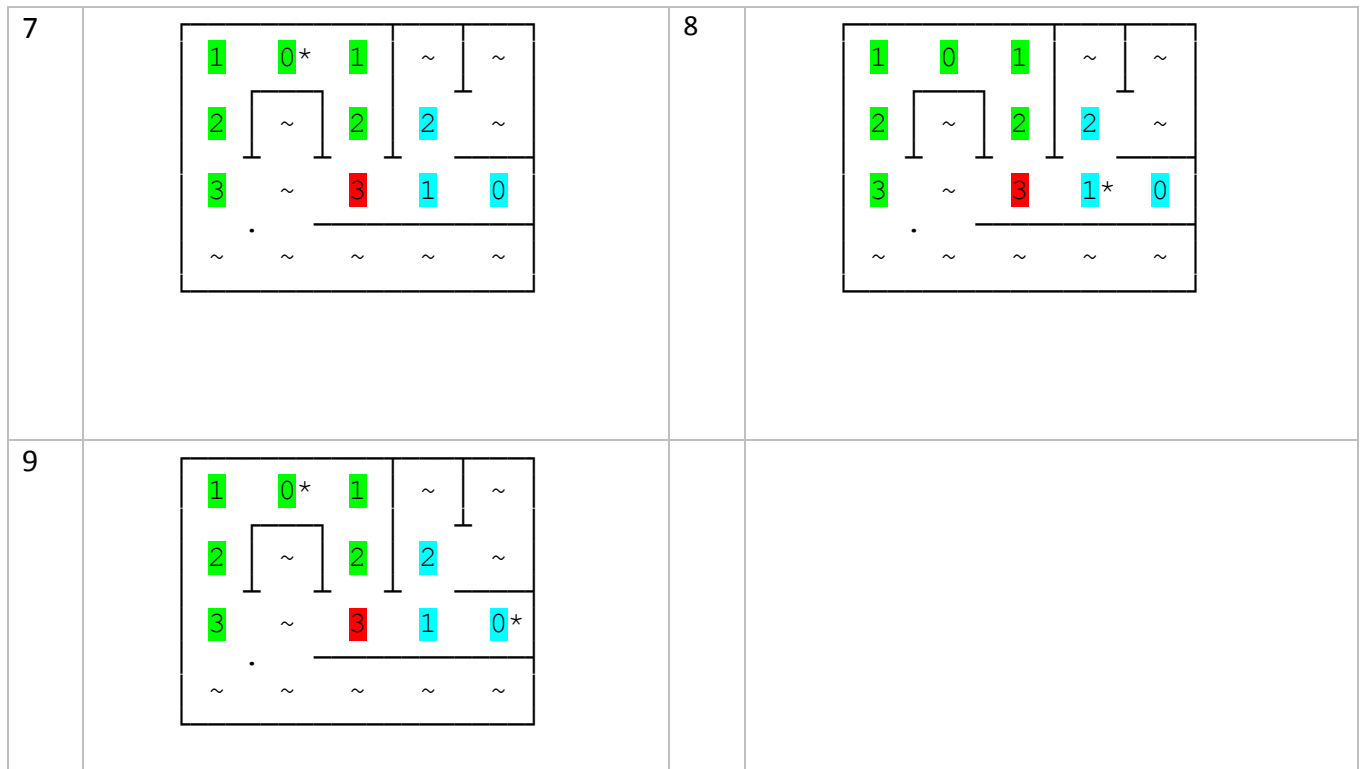 7
1 0* 1 ~ ~
2 ~ 2 2 ~
3 ~ 3 1 0
.
~ ~ ~ ~ ~
8
1 0 1 ~ ~
2 ~ 2 2 ~
3 ~ 3 1* 0
.
~ ~ ~ ~ ~
9
1 0* 1 ~ ~
2 ~ 2 2 ~
3 ~ 3 1 0*
.
~ ~ ~ ~ ~